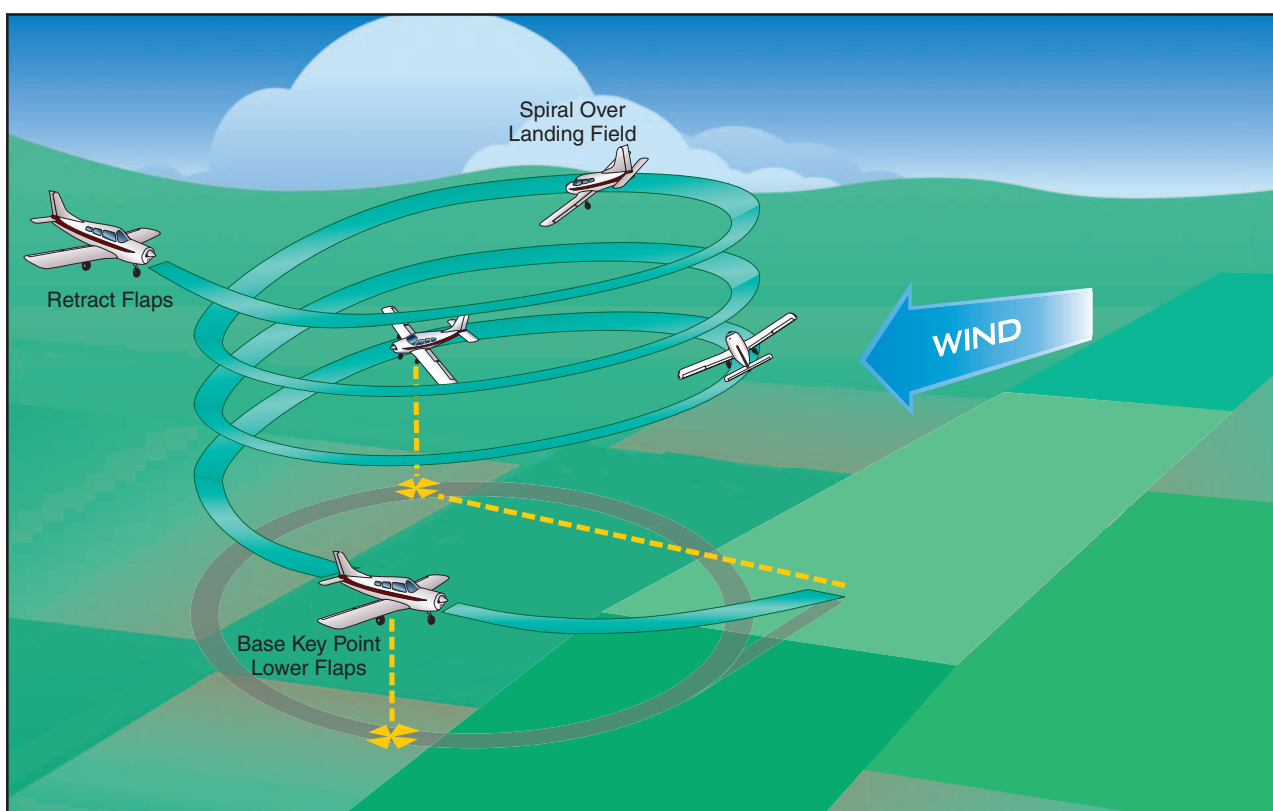 Spiral Over
Landing Field
Retract Flaps
WIND
Base Key Point
Lower Flaps